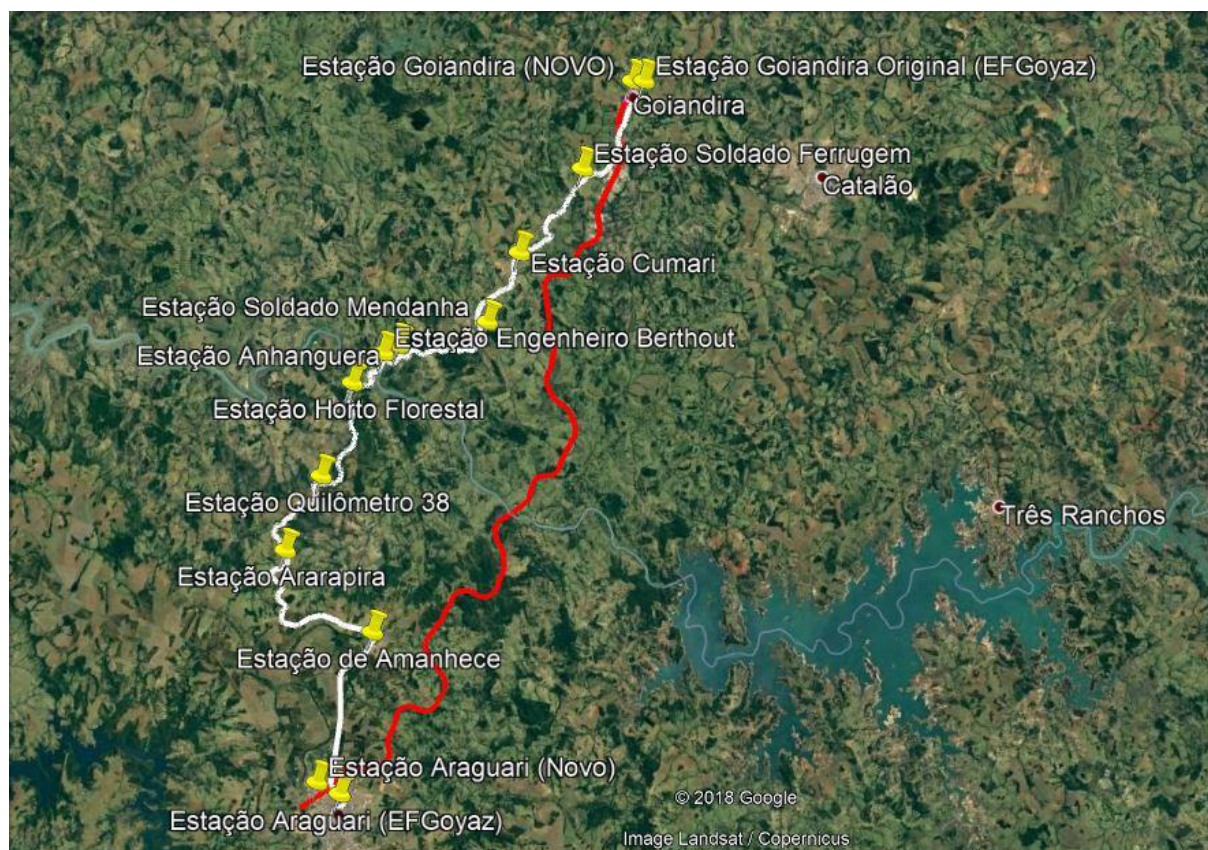 Estação Goiandira (NOVO)
Estação Goiandira Original (EFGoyaz)
Goiandira
Estação Soldado Ferrugem
Catalão
Estação Cumari
Estação Soldado Mendanha
Estação Engenheiro Berthout
Estação Anhanguera
Estação Horto Florestal
Estação Quilômetro 38
Três Ranchos
Estação Ararapira
Estação de Amanhece
Estação Araguari (Novo)
© 2018 Google
Estação Araguari (EFGoyaz)
Image Landsat / Copernicus